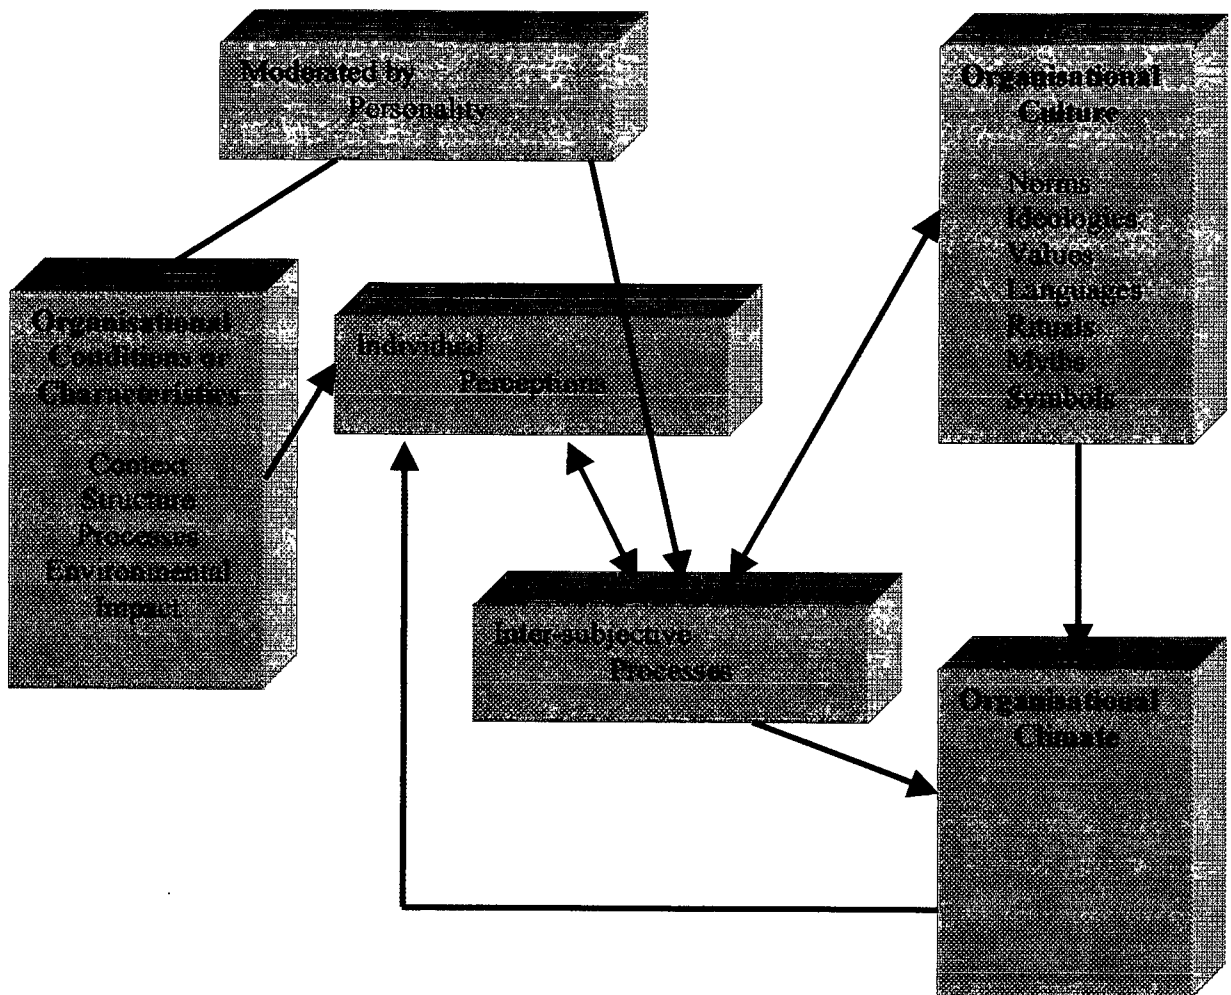 Moderated by
Personality
Organisational
Culture
Norms
Ideologies
Values
Languages
Rituals
Myths
Symbols
Organisational
Conditions or
Characteristics
Context
Structure
Processes
Environmental
Impact
Individual
Perceptions
Inter-subjective
Processes
Organisational
Climate